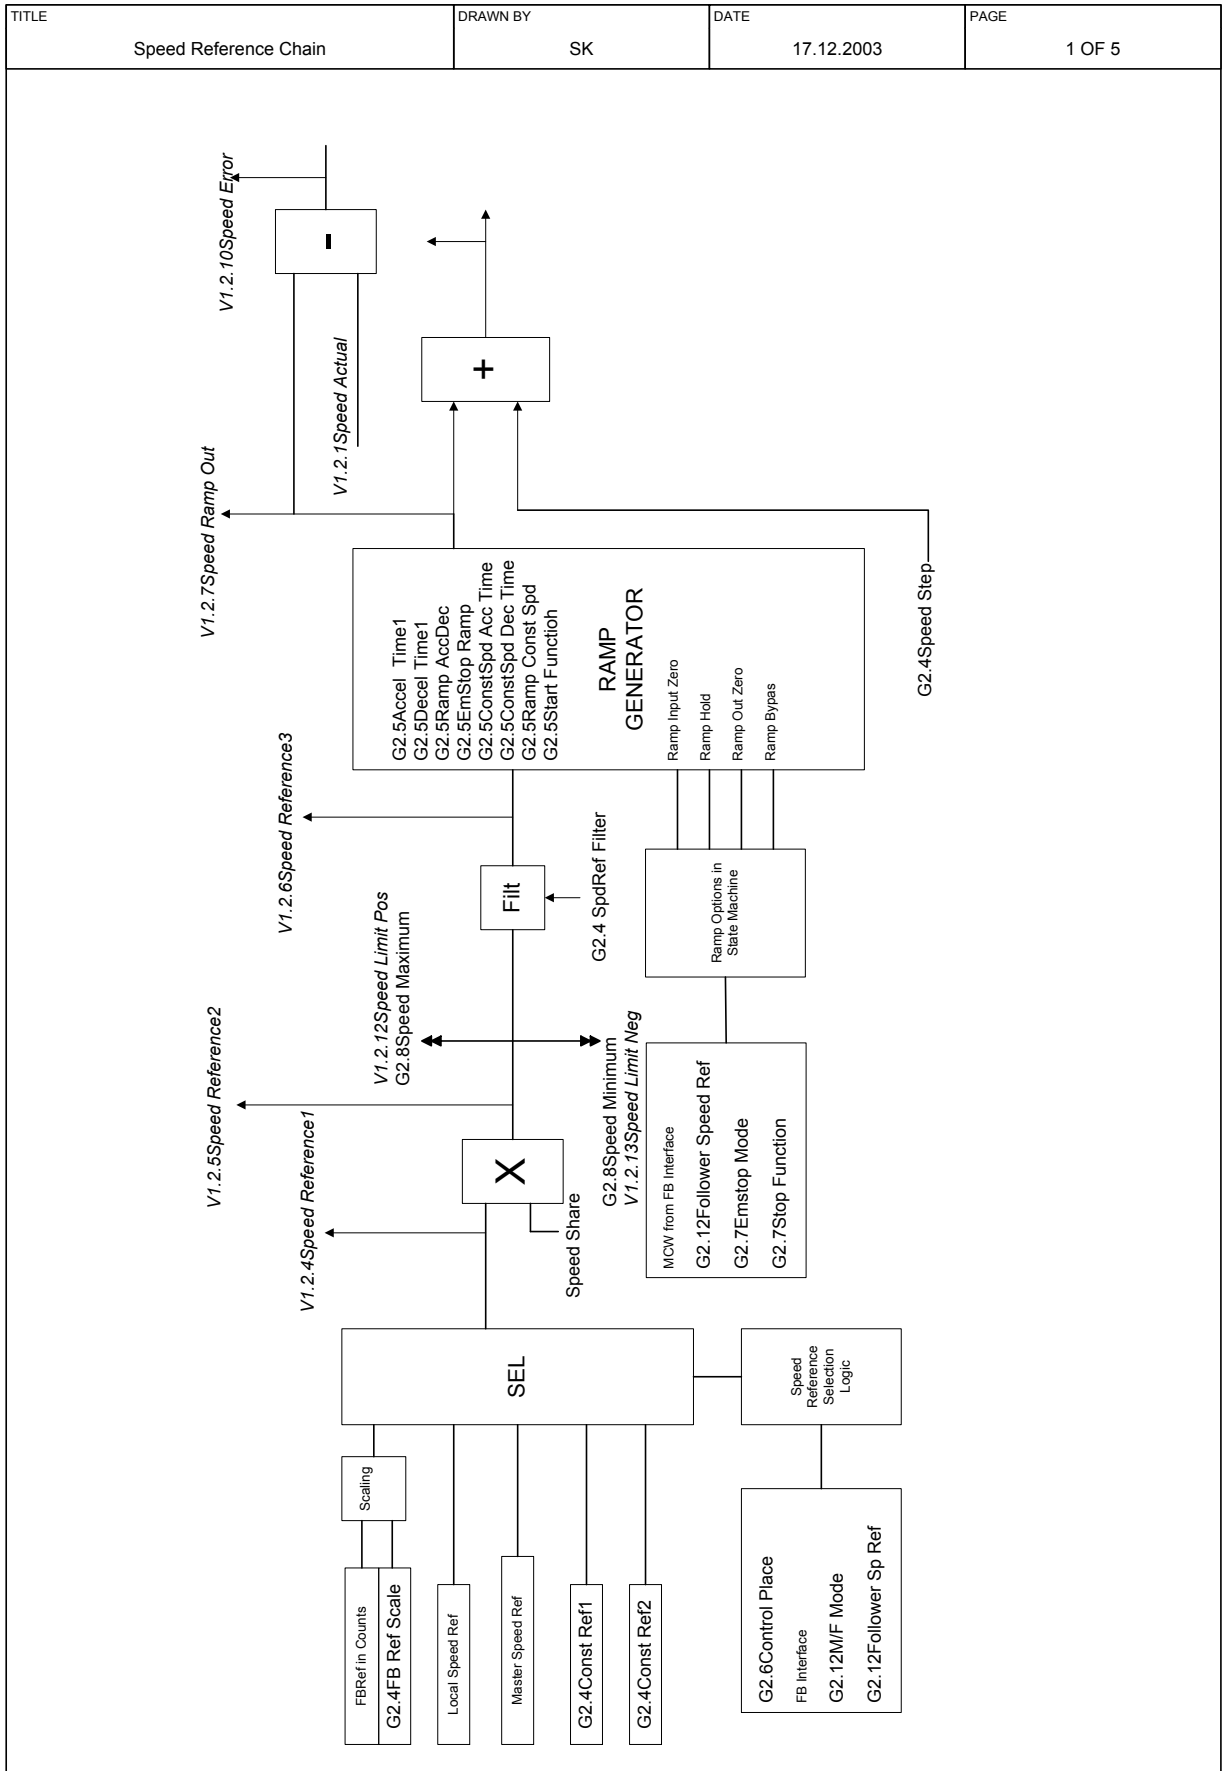 TITLE
Speed Reference Chain
DRAWN BY
SK
DATE
17.12.2003
PAGE
1 OF 5
FBRef in Counts
G2.4FB Ref Scale
Scaling
Local Speed Ref
Master Speed Ref
G2.4Const Ref1
G2.4Const Ref2
SEL
G2.6Control Place
FB Interface
G2.12M/F Mode
G2.12Follower Sp Ref
Speed
Reference
Selection
Logic
V1.2.4Speed Reference1
X
Speed Share
V1.2.5Speed Reference2
V1.2.12Speed Limit Pos
G2.8Speed Maximum
G2.8Speed Minimum
V1.2.13Speed Limit Neg
MCW from FB Interface
G2.12Follower Speed Ref
G2.7Emstop Mode
G2.7Stop Function
Filt
G2.4 SpdRef Filter
Ramp Options in
State Machine
V1.2.6Speed Reference3
G2.5Accel Time1
G2.5Decel Time1
G2.5Ramp AccDec
G2.5EmStop Ramp
G2.5ConstSpd Acc Time
G2.5ConstSpd Dec Time
G2.5Ramp Const Spd
G2.5Start Functioh
RAMP
GENERATOR
Ramp Input Zero
Ramp Hold
Ramp Out Zero
Ramp Bypas
V1.2.7Speed Ramp Out
G2.4Speed Step
V1.2.1Speed Actual
+
-
V1.2.10Speed Error